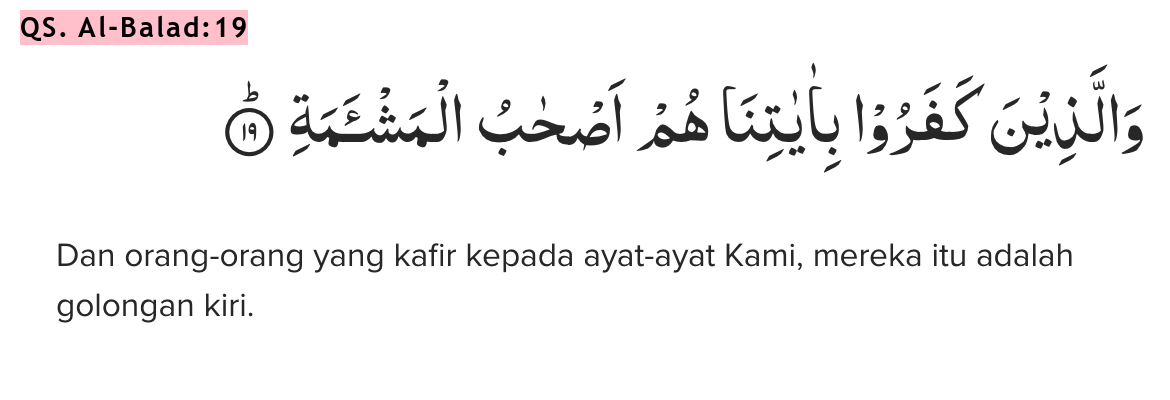 QS. Al-Balad:19
وَالَّذِيْنَ كَفَرُوْا بِاٰيٰتِنَا هُمْ اَصْحٰبُ الْمَشْـَٔمَةِۗ ١٩
Dan orang-orang yang kafir kepada ayat-ayat Kami, mereka itu adalah
golongan kiri.